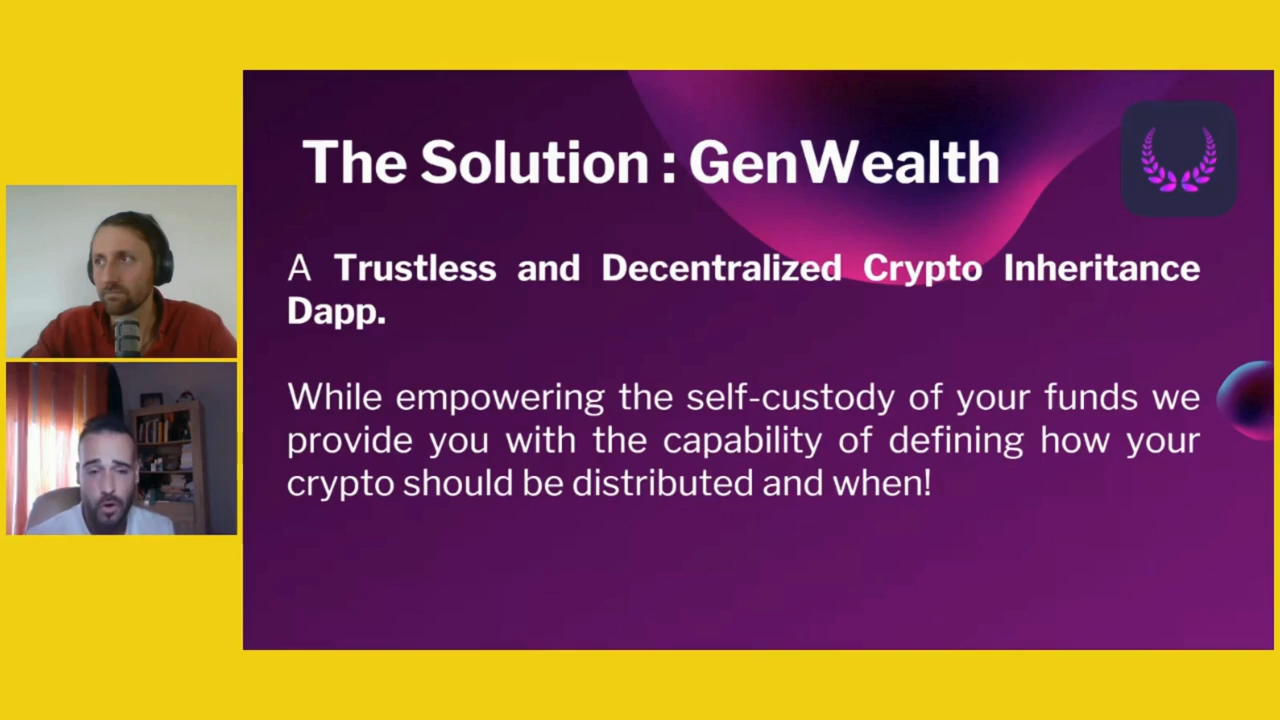 The Solution : GenWealth
A Trustless and Decentralized Crypto Inheritance
Dapp.
While empowering the self-custody of your funds we
provide you with the capability of defining how your
crypto should be distributed and when!